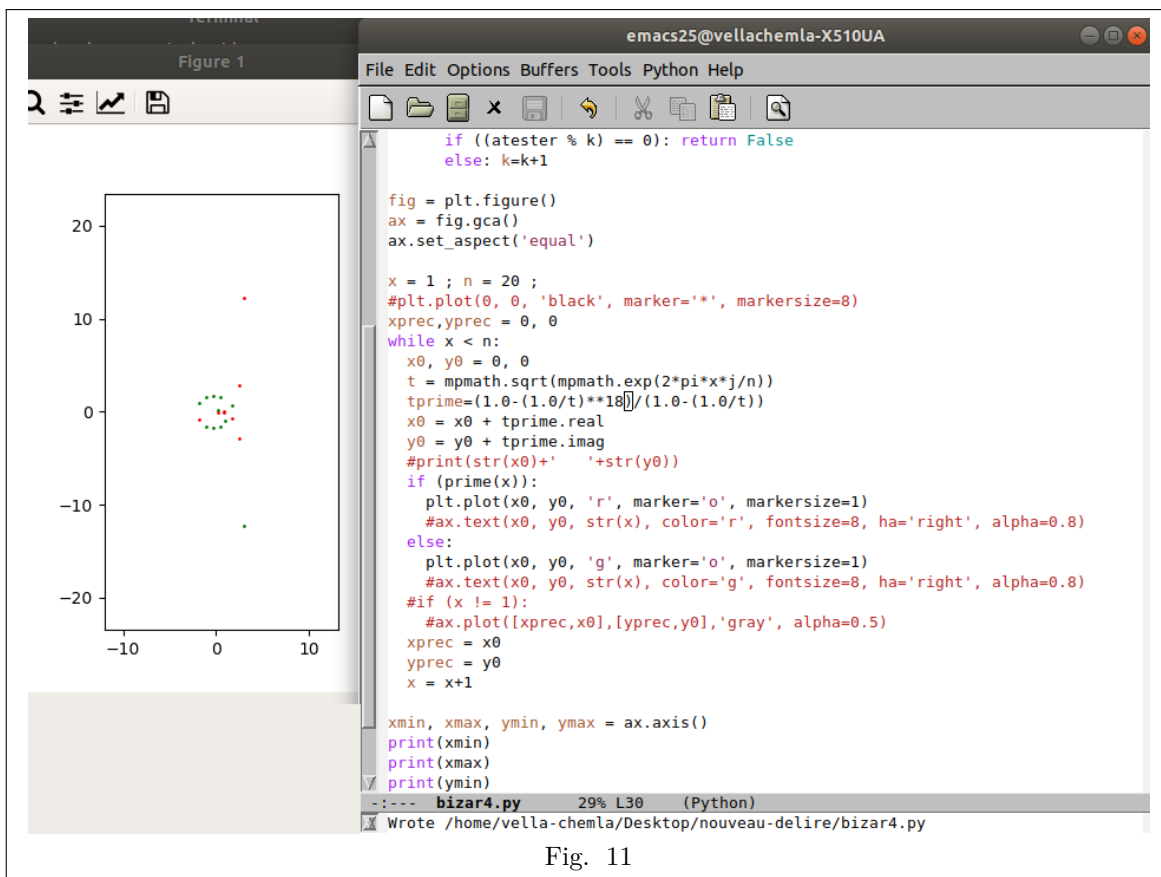 Terminal
Figure 1
20
10
0
−10
−20
−10 0 10
emacs25@vellachemla-X510UA
File Edit Options Buffers Tools Python Help
if ((atester % k) == 0): return False
else: k=k+1
fig = plt.figure()
ax = fig.gca()
ax.set_aspect('equal')
x = 1 ; n = 20 ;
#plt.plot(0, 0, 'black', marker='*', markersize=8)
xprec,yprec = 0, 0
while x < n:
x0, y0 = 0, 0
t = mpmath.sqrt(mpmath.exp(2*pi*x*j/n))
tprime=(1.0-(1.0/t)**18)/(1.0-(1.0/t))
x0 = x0 + tprime.real
y0 = y0 + tprime.imag
#print(str(x0)+'   '+str(y0))
if (prime(x)):
plt.plot(x0, y0, 'r', marker='o', markersize=1)
#ax.text(x0, y0, str(x), color='r', fontsize=8, ha='right', alpha=0.8)
else:
plt.plot(x0, y0, 'g', marker='o', markersize=1)
#ax.text(x0, y0, str(x), color='g', fontsize=8, ha='right', alpha=0.8)
#if (x != 1):
#ax.plot([xprec,x0],[yprec,y0],'gray', alpha=0.5)
xprec = x0
yprec = y0
x = x+1
xmin, xmax, ymin, ymax = ax.axis()
print(xmin)
print(xmax)
print(ymin)
-:--- bizar4.py 29% L30 (Python)
Wrote /home/vella-chemla/Desktop/nouveau-delire/bizar4.py
Fig. 11